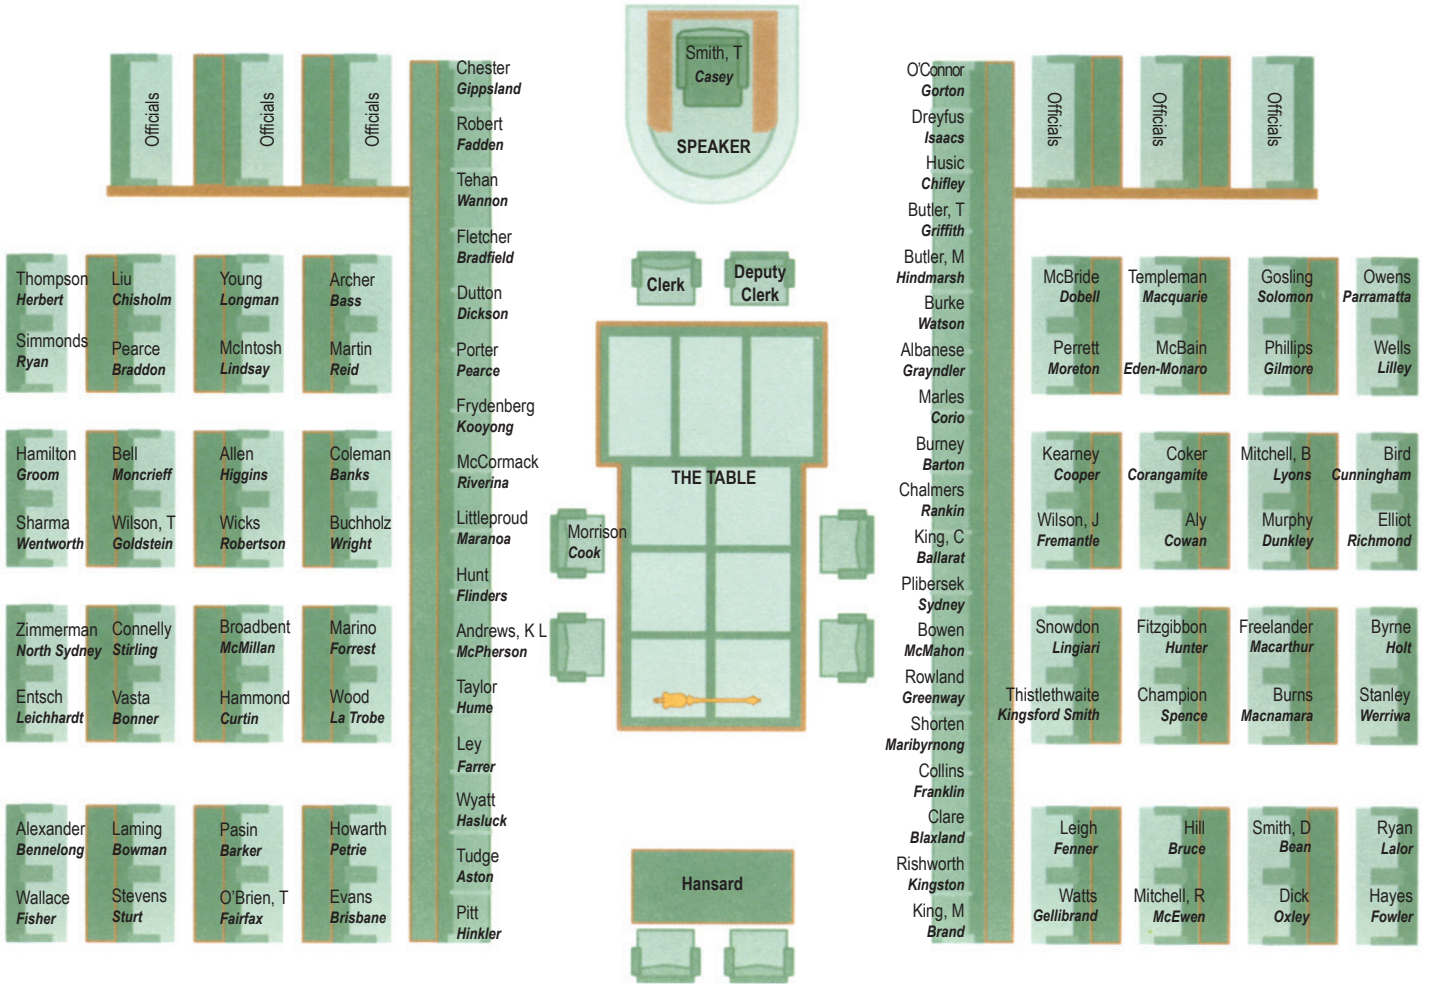 Smith, T
Casey
SPEAKER
Officials
Officials
Officials
Chester
Gippsland
Robert
Fadden
Tehan
Wannon
Fletcher
Bradfield
Dutton
Dickson
Porter
Pearce
Frydenberg
Kooyong
McCormack
Riverina
Littleproud
Maranoa
Hunt
Flinders
Andrews, K L
McPherson
Taylor
Hume
Ley
Farrer
Wyatt
Hasluck
Tudge
Aston
Pitt
Hinkler
Thompson
Herbert
Liu
Chisholm
Young
Longman
Archer
Bass
Simmonds
Ryan
Pearce
Braddon
McIntosh
Lindsay
Martin
Reid
Hamilton
Groom
Bell
Moncrieff
Allen
Higgins
Coleman
Banks
Sharma
Wentworth
Wilson, T
Goldstein
Wicks
Robertson
Buchholz
Wright
Zimmerman
North Sydney
Connelly
Stirling
Broadbent
McMillan
Marino
Forrest
Entsch
Leichhardt
Vasta
Bonner
Hammond
Curtin
Wood
La Trobe
Alexander
Bennelong
Laming
Bowman
Pasin
Barker
Howarth
Petrie
Wallace
Fisher
Stevens
Sturt
O'Brien, T
Fairfax
Evans
Brisbane
Clerk
Deputy
Clerk
THE TABLE
Morrison
Cook
Hansard
O'Connor
Gorton
Dreyfus
Isaacs
Husic
Chifley
Butler, T
Griffith
Butler, M
Hindmarsh
Burke
Watson
Albanese
Grayndler
Marles
Corio
Burney
Barton
Chalmers
Rankin
King, C
Ballarat
Plibersek
Sydney
Bowen
McMahon
Rowland
Greenway
Shorten
Maribyrnong
Collins
Franklin
Clare
Blaxland
Rishworth
Kingston
King, M
Brand
Officials
Officials
Officials
McBride
Dobell
Templeman
Macquarie
Gosling
Solomon
Owens
Parramatta
Perrett
Moreton
McBain
Eden-Monaro
Phillips
Gilmore
Wells
Lilley
Kearney
Cooper
Coker
Corangamite
Mitchell, B
Lyons
Bird
Cunningham
Wilson, J
Fremantle
Aly
Cowan
Murphy
Dunkley
Elliot
Richmond
Snowdon
Lingiari
Fitzgibbon
Hunter
Freelander
Macarthur
Byrne
Holt
Thistlethwaite
Kingsford Smith
Champion
Spence
Burns
Macnamara
Stanley
Werriwa
Leigh
Fenner
Hill
Bruce
Smith, D
Bean
Ryan
Lalor
Watts
Gellibrand
Mitchell, R
McEwen
Dick
Oxley
Hayes
Fowler